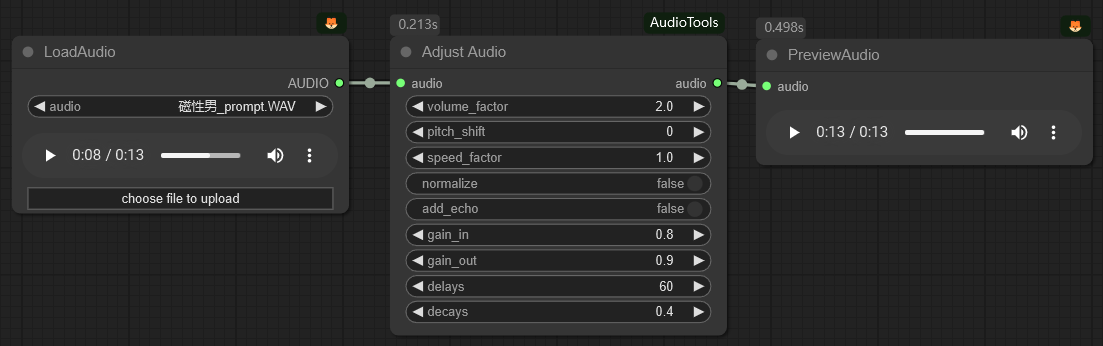 LoadAudio
AUDIO
audio 磁性男_prompt.WAV
0:08 / 0:13
choose file to upload
0.213s
AudioTools
Adjust Audio
audio audio
volume_factor 2.0
pitch_shift 0
speed_factor 1.0
normalize false
add_echo false
gain_in 0.8
gain_out 0.9
delays 60
decays 0.4
0.498s
PreviewAudio
audio
0:13 / 0:13